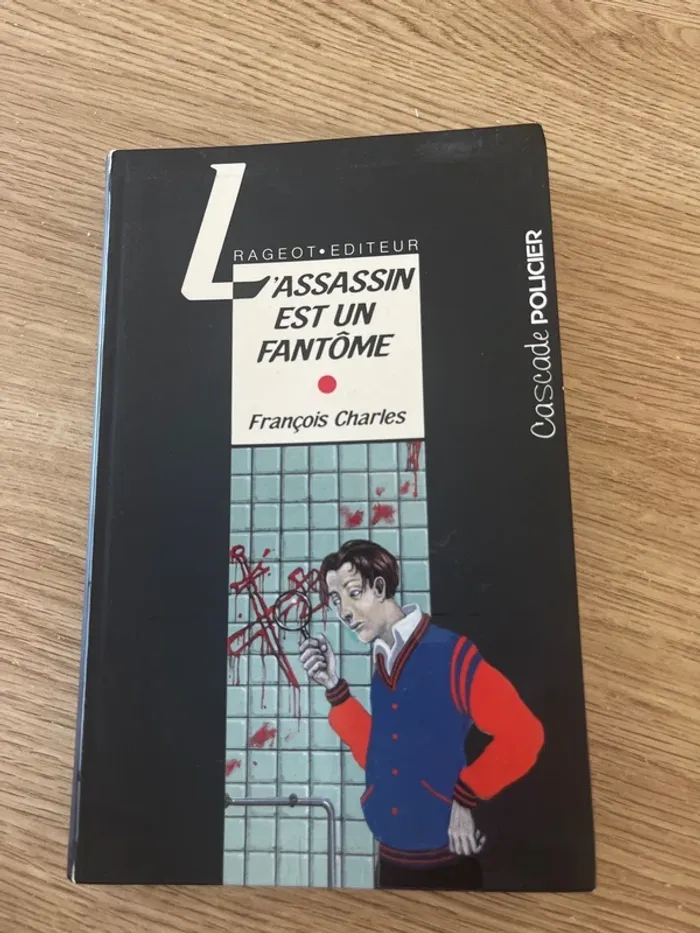 RAGEOT•EDITEUR
L'ASSASSIN
EST UN
FANTÔME
François Charles
Cascade POLICIER